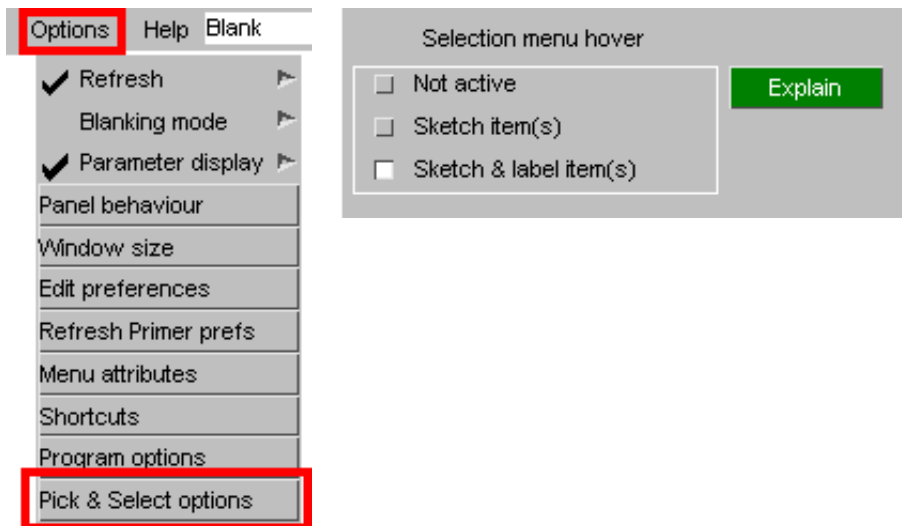 Options Help Blank
Refresh
Blanking mode
Parameter display
Panel behaviour
Window size
Edit preferences
Refresh Primer prefs
Menu attributes
Shortcuts
Program options
Pick & Select options
Selection menu hover
Not active
Explain
Sketch item(s)
Sketch & label item(s)